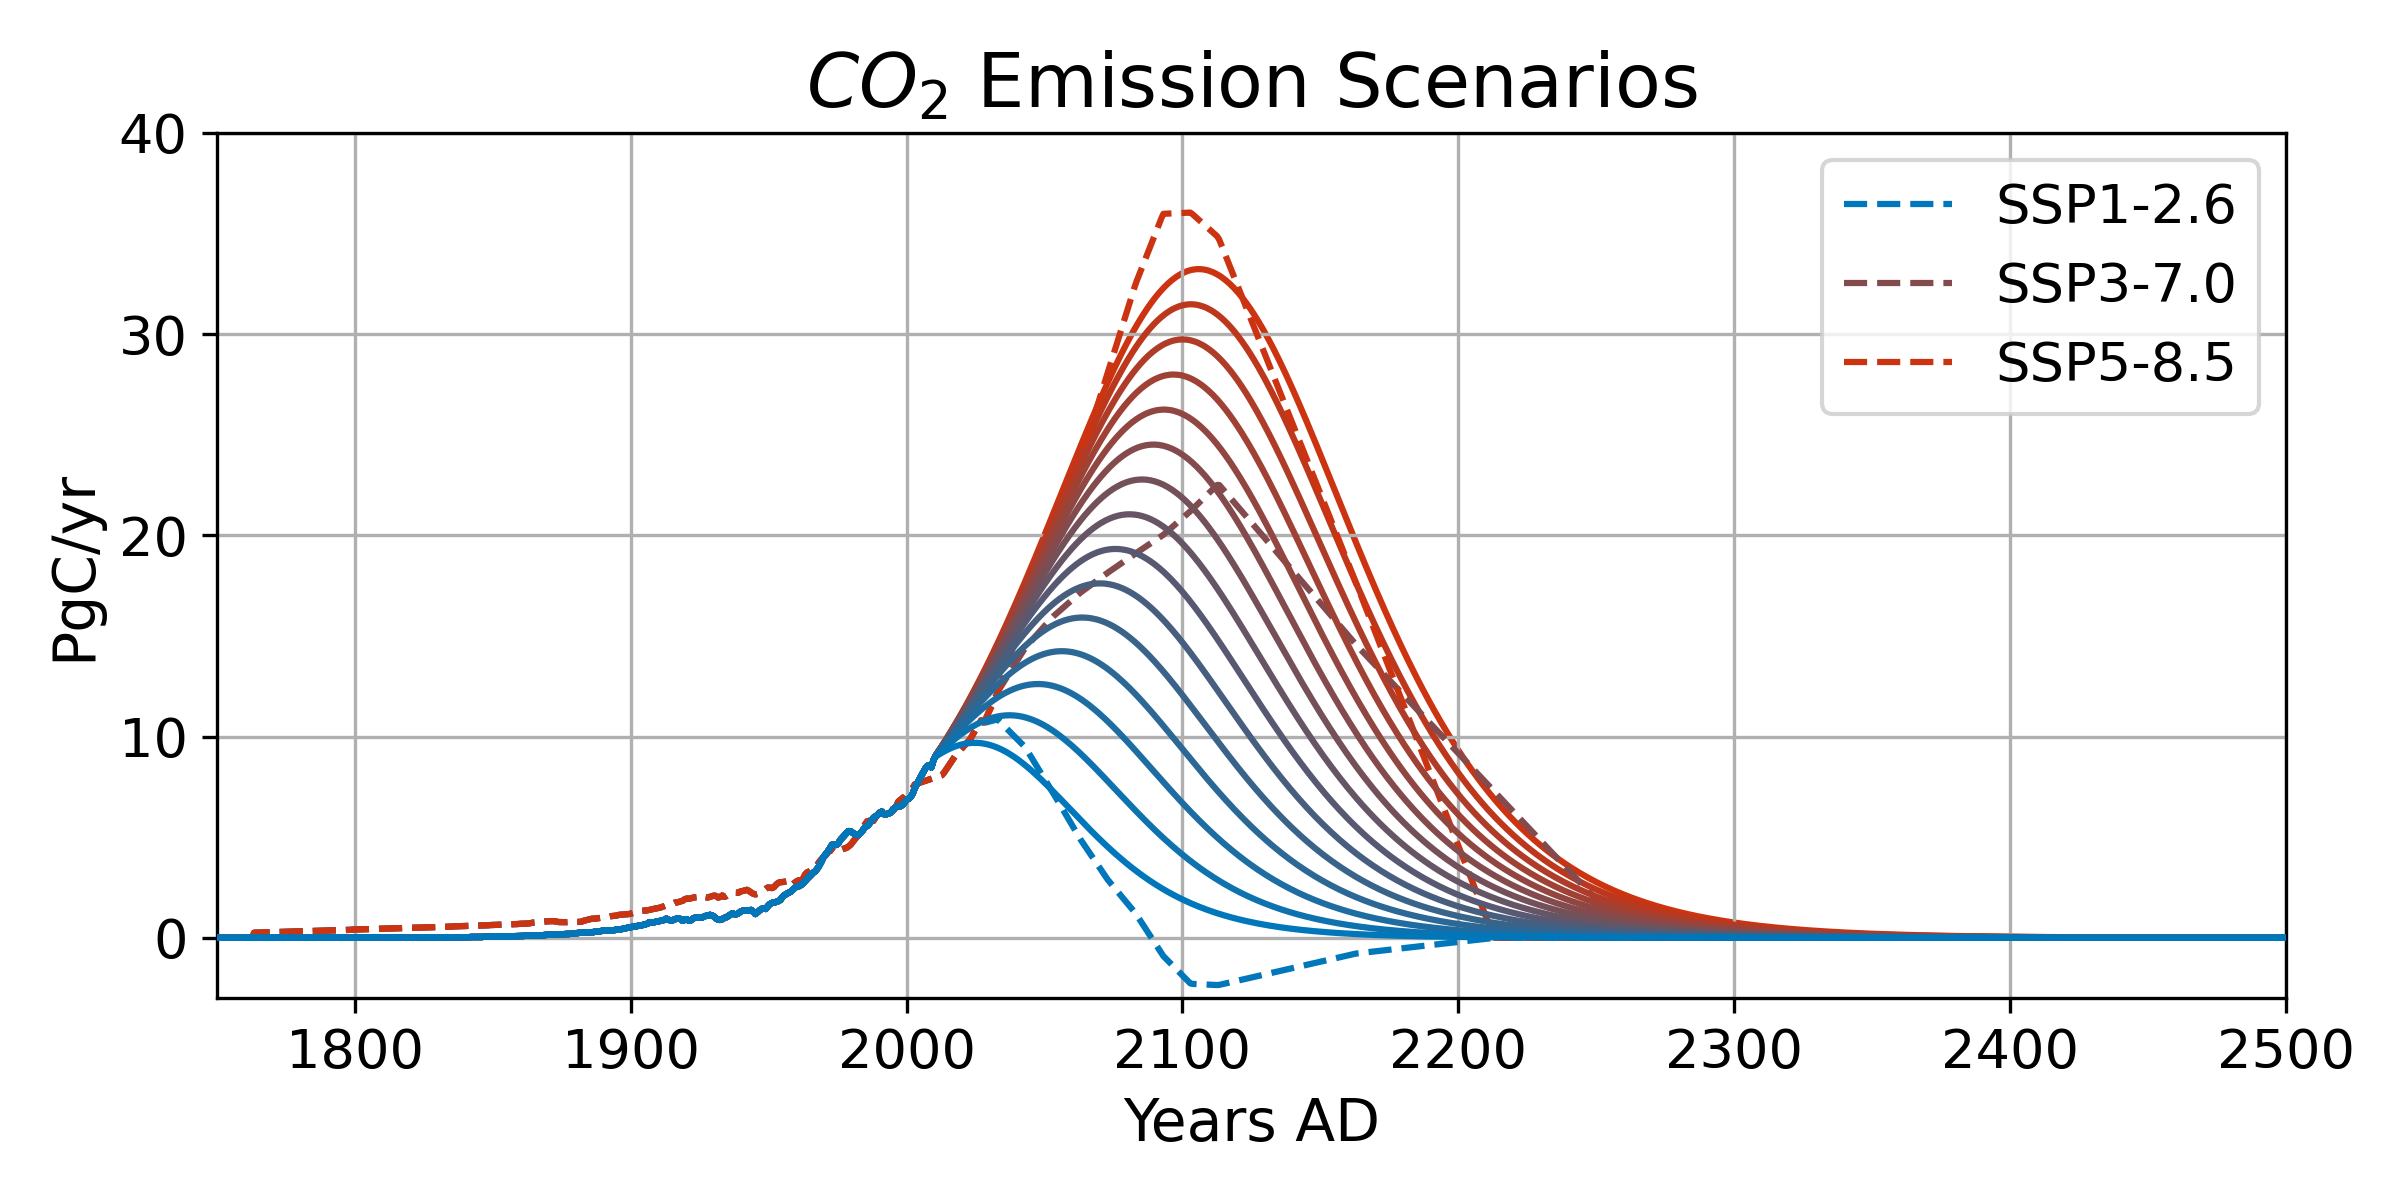 CO₂ Emission Scenarios
40
30
20
10
0
PgC/yr
SSP1-2.6
SSP3-7.0
SSP5-8.5
1800 1900 2000 2100 2200 2300 2400 2500
Years AD